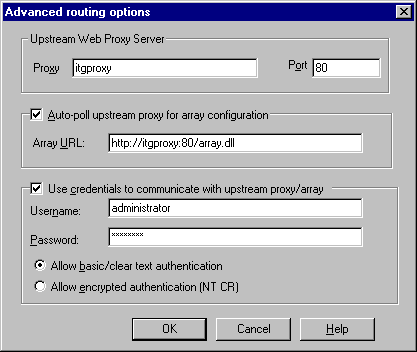 Advanced routing options
Upstream Web Proxy Server
Proxy itgproxy Port 80
Auto-poll upstream proxy for array configuration
Array URL: http://itgproxy:80/array.dll
Use credentials to communicate with upstream proxy/array
Username: administrator
Password: ********
Allow basic/clear text authentication
Allow encrypted authentication (NT CR)
OK Cancel Help